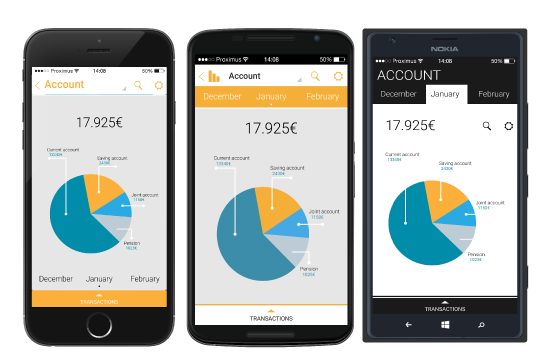 ●●●○○ Proximus 14:08 50%
Account
17.925€
Current account
Saving account
Joint account
Pension
December January February
TRANSACTIONS
●●●○○ Proximus 14:08 50%
Account
December January February
17.925€
Current account
Saving account
Joint account
Pension
TRANSACTIONS
NOKIA
●●●○○ Proximus 14:08 50%
ACCOUNT
December January February
17.925€
Current account
Saving account
Joint account
Pension
TRANSACTIONS